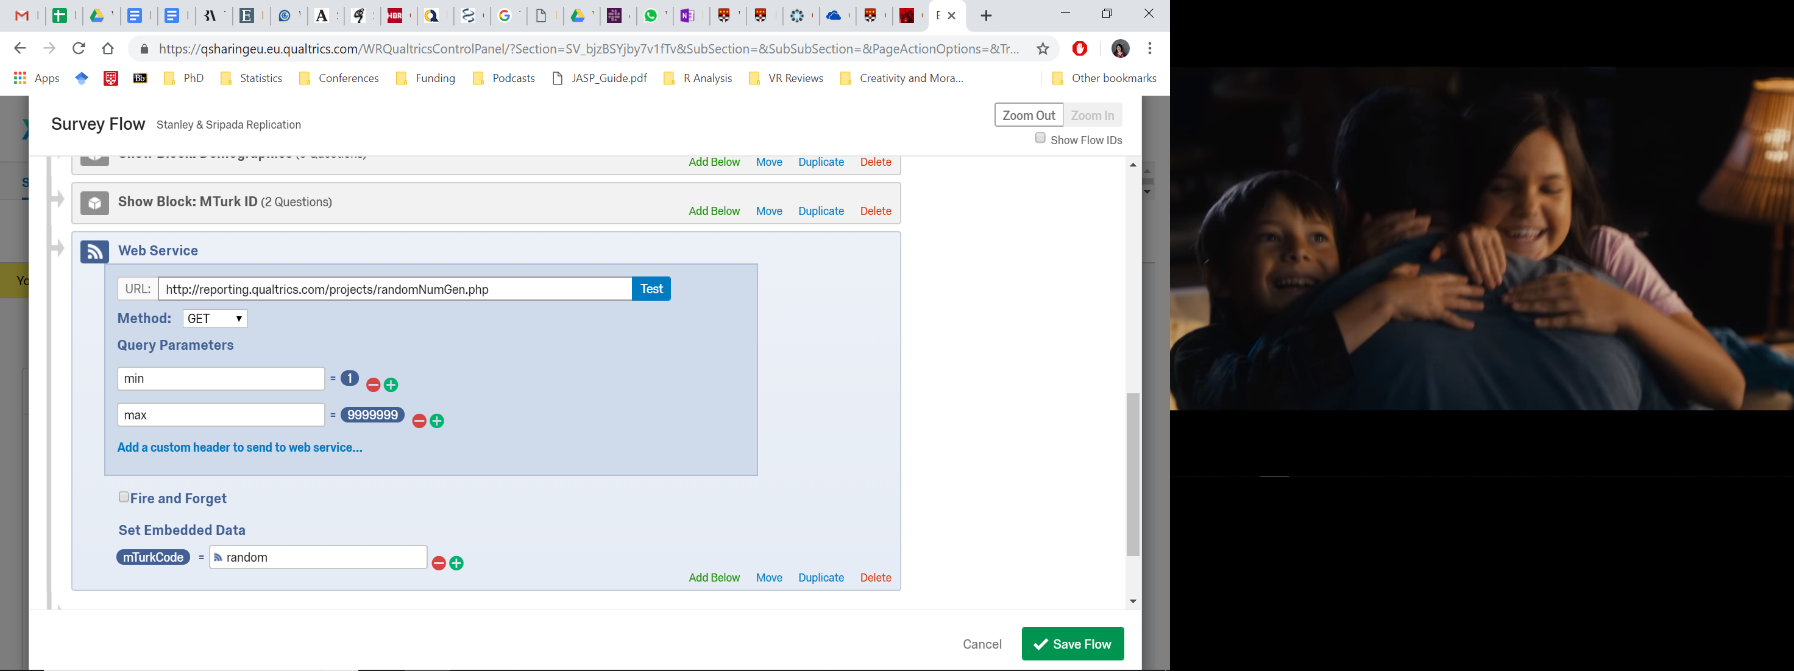 https://qsharingeu.eu.qualtrics.com/WRQualtricsControlPanel/?Section=SV_bjzBSYjby7v1fTv&SubSection=&SubSubSection=&PageActionOptions=&Tr...
Apps PhD Statistics Conferences Funding Podcasts JASP_Guide.pdf R Analysis VR Reviews Creativity and Mora... Other bookmarks
Survey Flow Stanley & Sripada Replication
Zoom Out Zoom In
Show Flow IDs
Show Block: Demographics
Add Below Move Duplicate Delete
Show Block: MTurk ID (2 Questions)
Add Below Move Duplicate Delete
Web Service
URL: http://reporting.qualtrics.com/projects/randomNumGen.php Test
Method: GET
Query Parameters
min = 1
max = 9999999
Add a custom header to send to web service...
Fire and Forget
Set Embedded Data
mTurkCode = random
Add Below Move Duplicate Delete
Cancel Save Flow